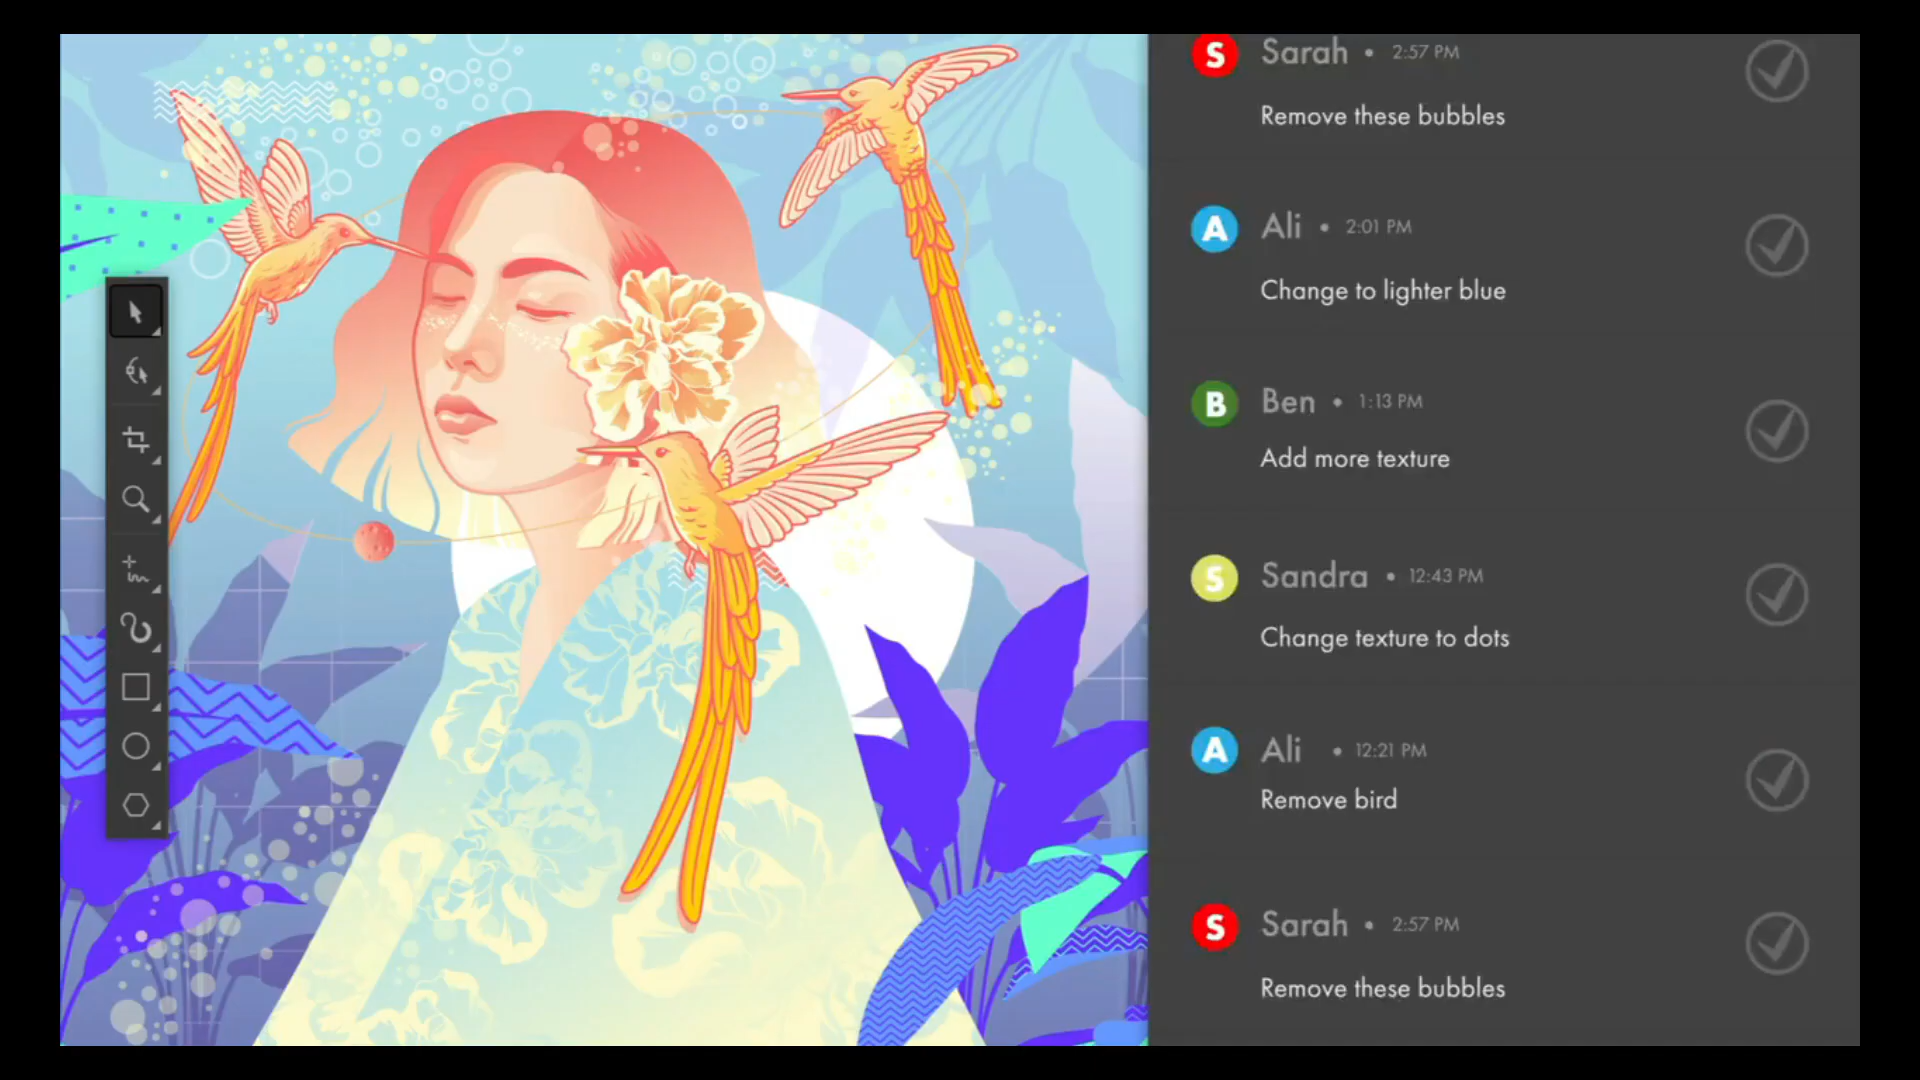 S Sarah • 2:57 PM
Remove these bubbles
A Ali • 2:01 PM
Change to lighter blue
B Ben • 1:13 PM
Add more texture
S Sandra • 12:43 PM
Change texture to dots
A Ali • 12:21 PM
Remove bird
S Sarah • 2:57 PM
Remove these bubbles